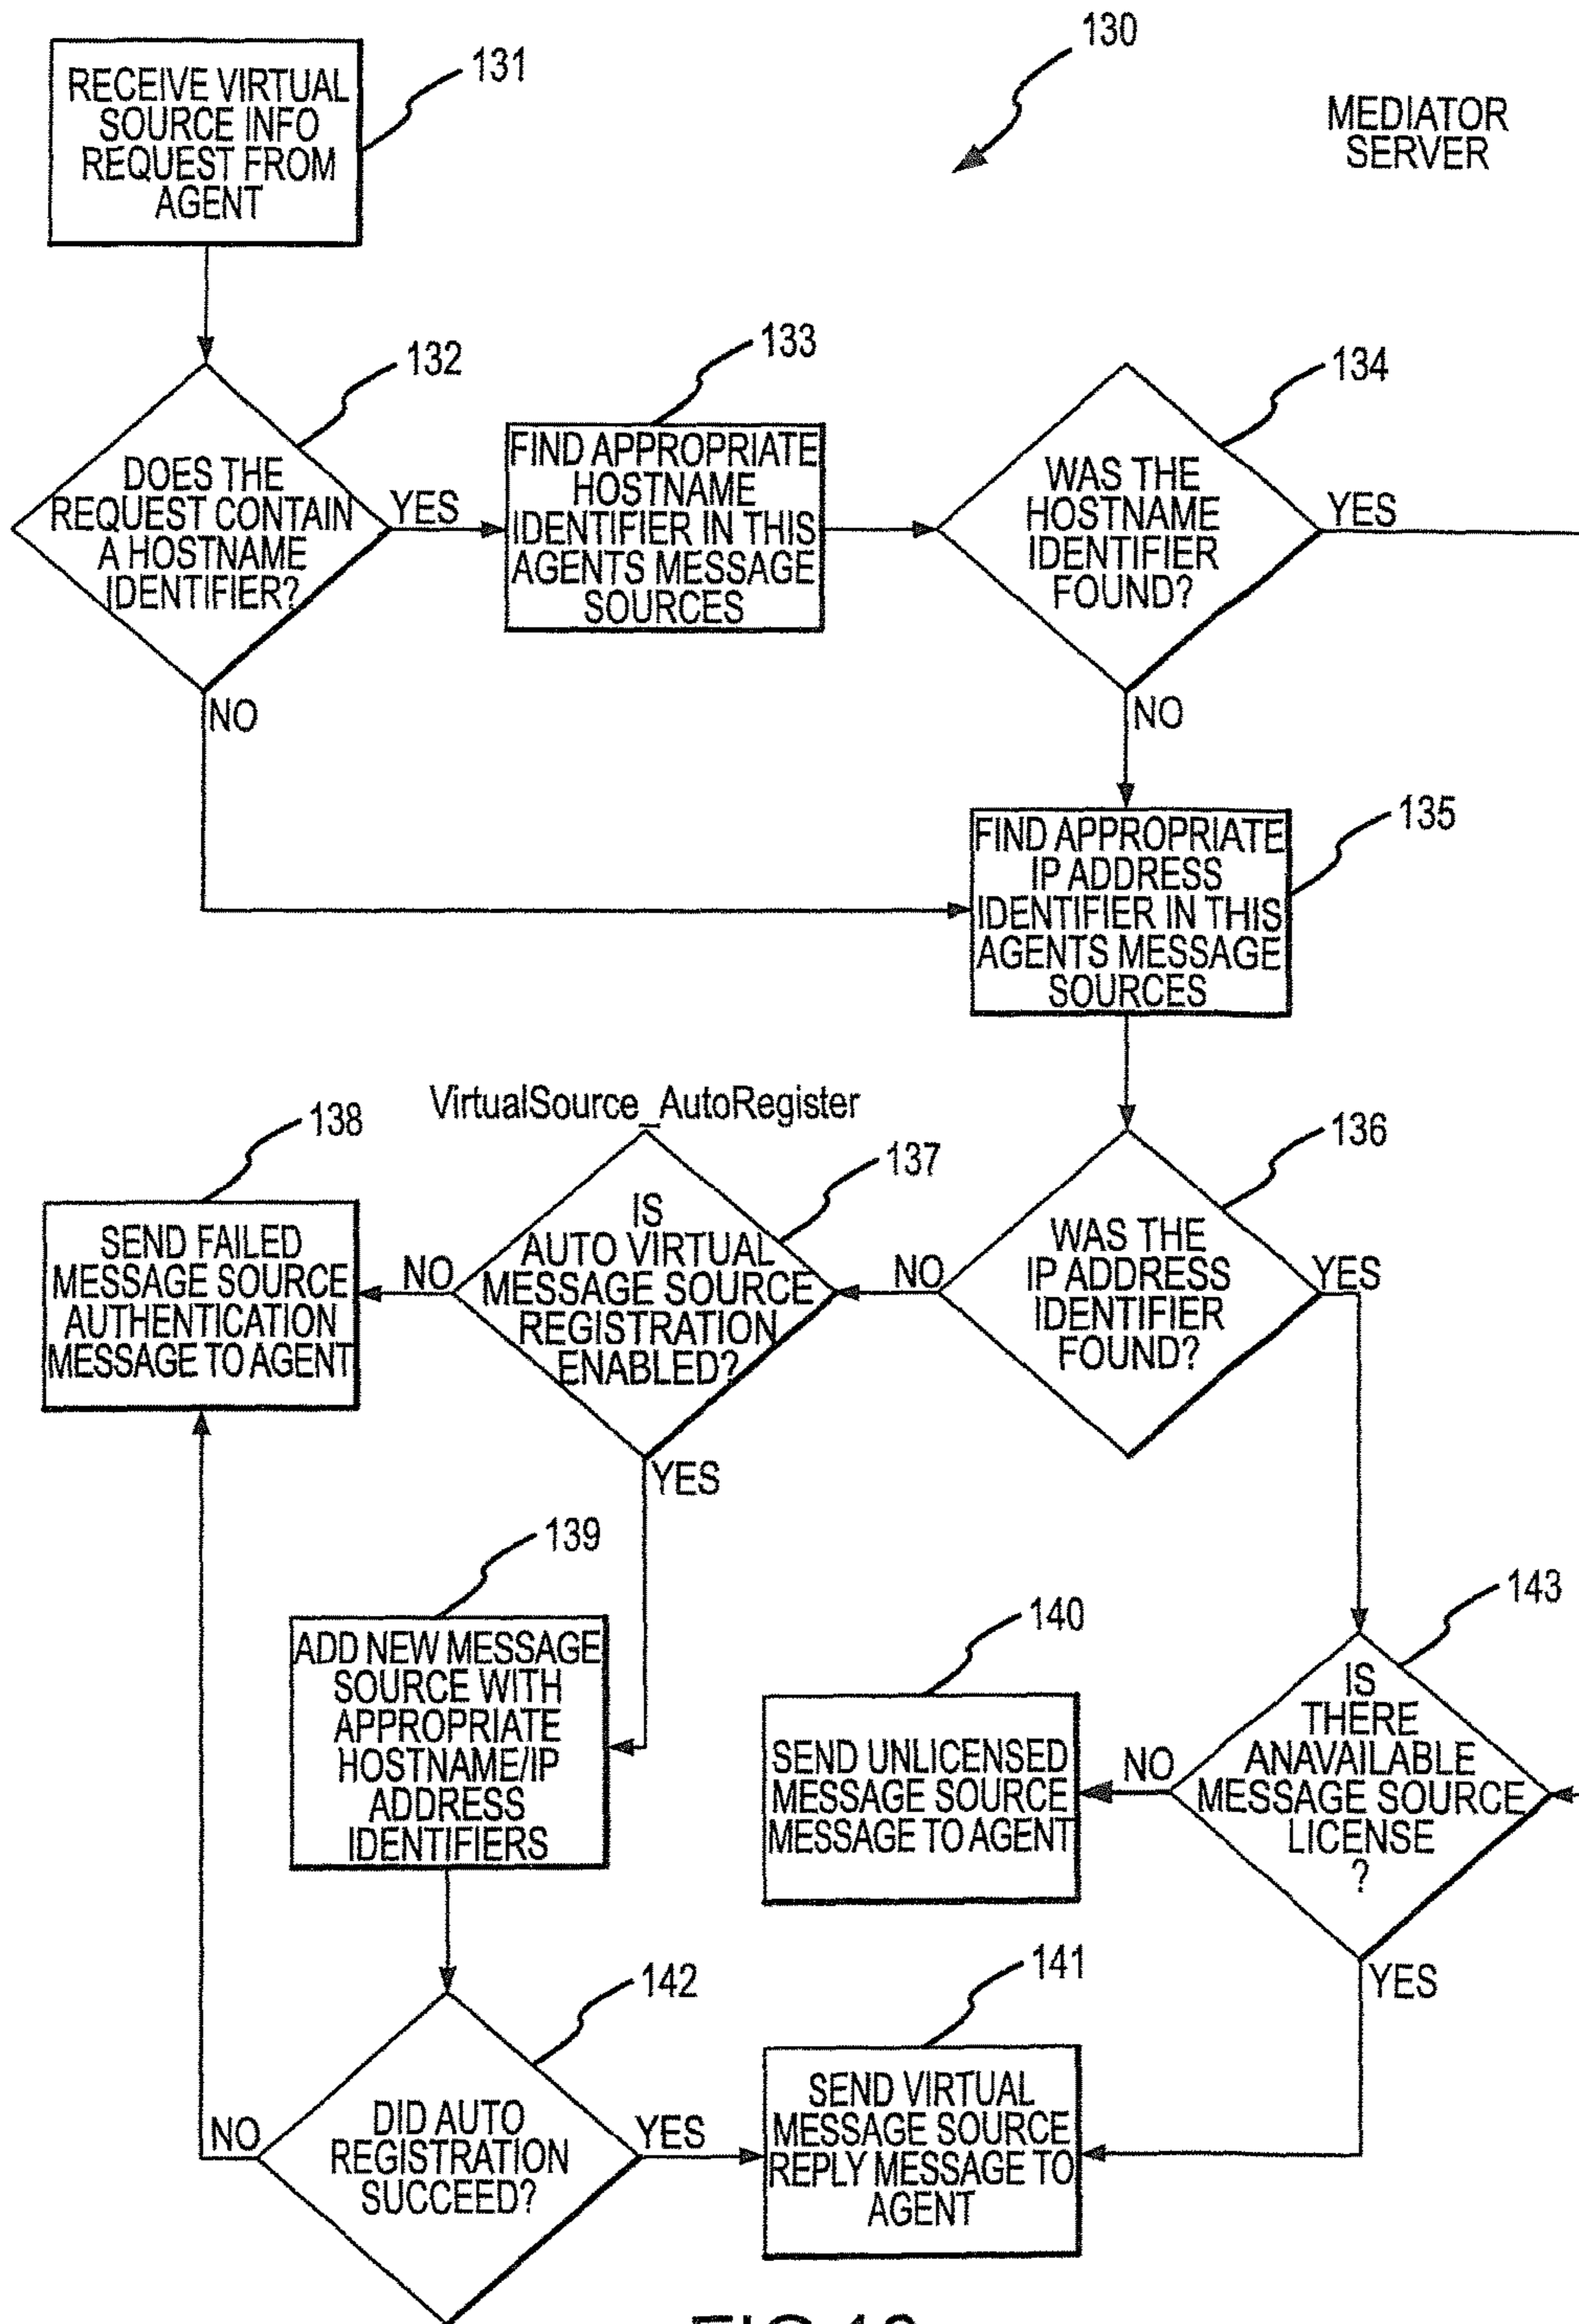 130
131
RECEIVE VIRTUAL
SOURCE INFO
REQUEST FROM
AGENT
MEDIATOR
SERVER
132
DOES THE
REQUEST CONTAIN
A HOSTNAME
IDENTIFIER?
YES
NO
133
FIND APPROPRIATE
HOSTNAME
IDENTIFIER IN THIS
AGENTS MESSAGE
SOURCES
134
WAS THE
HOSTNAME
IDENTIFIER
FOUND?
YES
NO
135
FIND APPROPRIATE
IP ADDRESS
IDENTIFIER IN THIS
AGENTS MESSAGE
SOURCES
136
WAS THE
IP ADDRESS
IDENTIFIER
FOUND?
YES
NO
VirtualSource_AutoRegister
137
IS
AUTO VIRTUAL
MESSAGE SOURCE
REGISTRATION
ENABLED?
NO
YES
138
SEND FAILED
MESSAGE SOURCE
AUTHENTICATION
MESSAGE TO AGENT
139
ADD NEW MESSAGE
SOURCE WITH
APPROPRIATE
HOSTNAME/IP
ADDRESS
IDENTIFIERS
140
SEND UNLICENSED
MESSAGE SOURCE
MESSAGE TO AGENT
143
IS
THERE
ANAVAILABLE
MESSAGE SOURCE
LICENSE
?
NO
YES
142
DID AUTO
REGISTRATION
SUCCEED?
NO
YES
141
SEND VIRTUAL
MESSAGE SOURCE
REPLY MESSAGE TO
AGENT